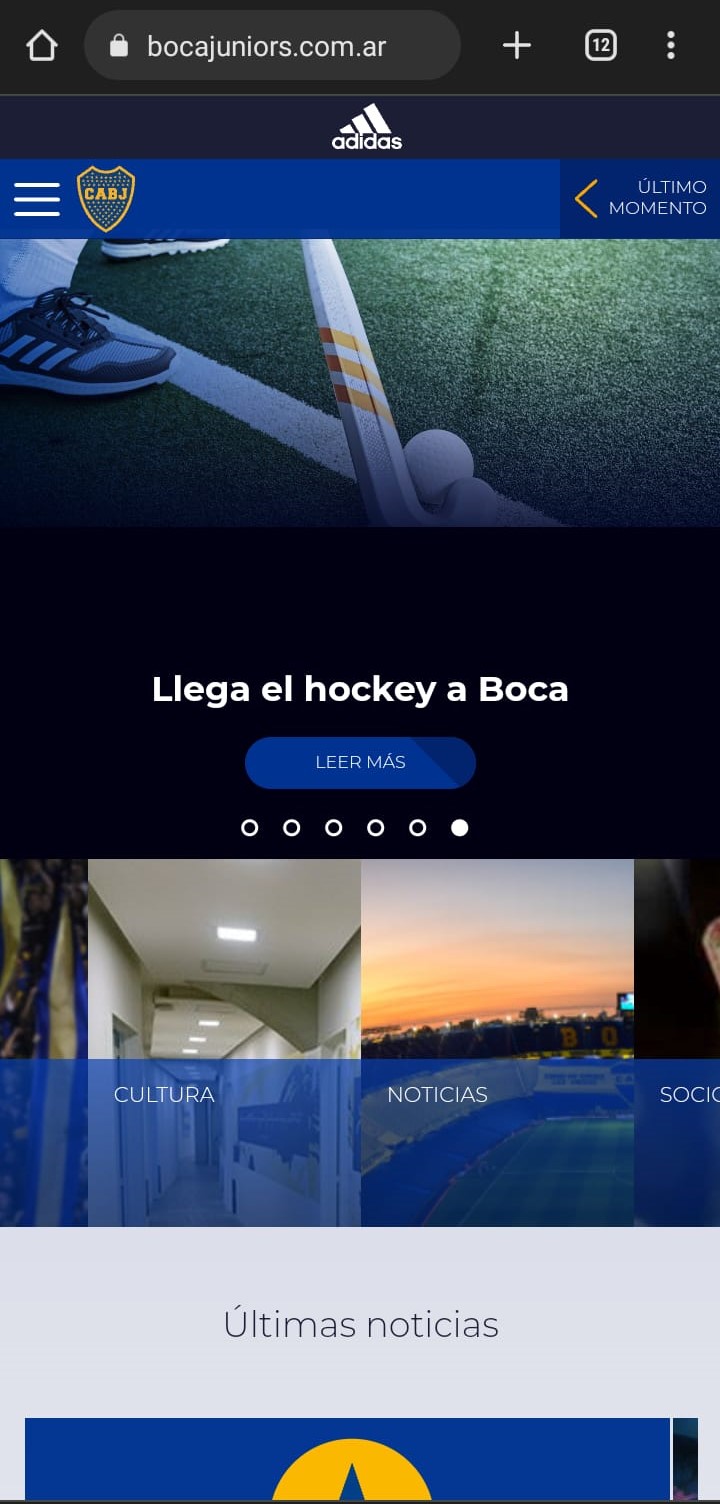 bocajuniors.com.ar
12
adidas
CABJ
ÚLTIMO
MOMENTO
Llega el hockey a Boca
LEER MÁS
B O
CULTURA
NOTICIAS
SOCIO
Últimas noticias